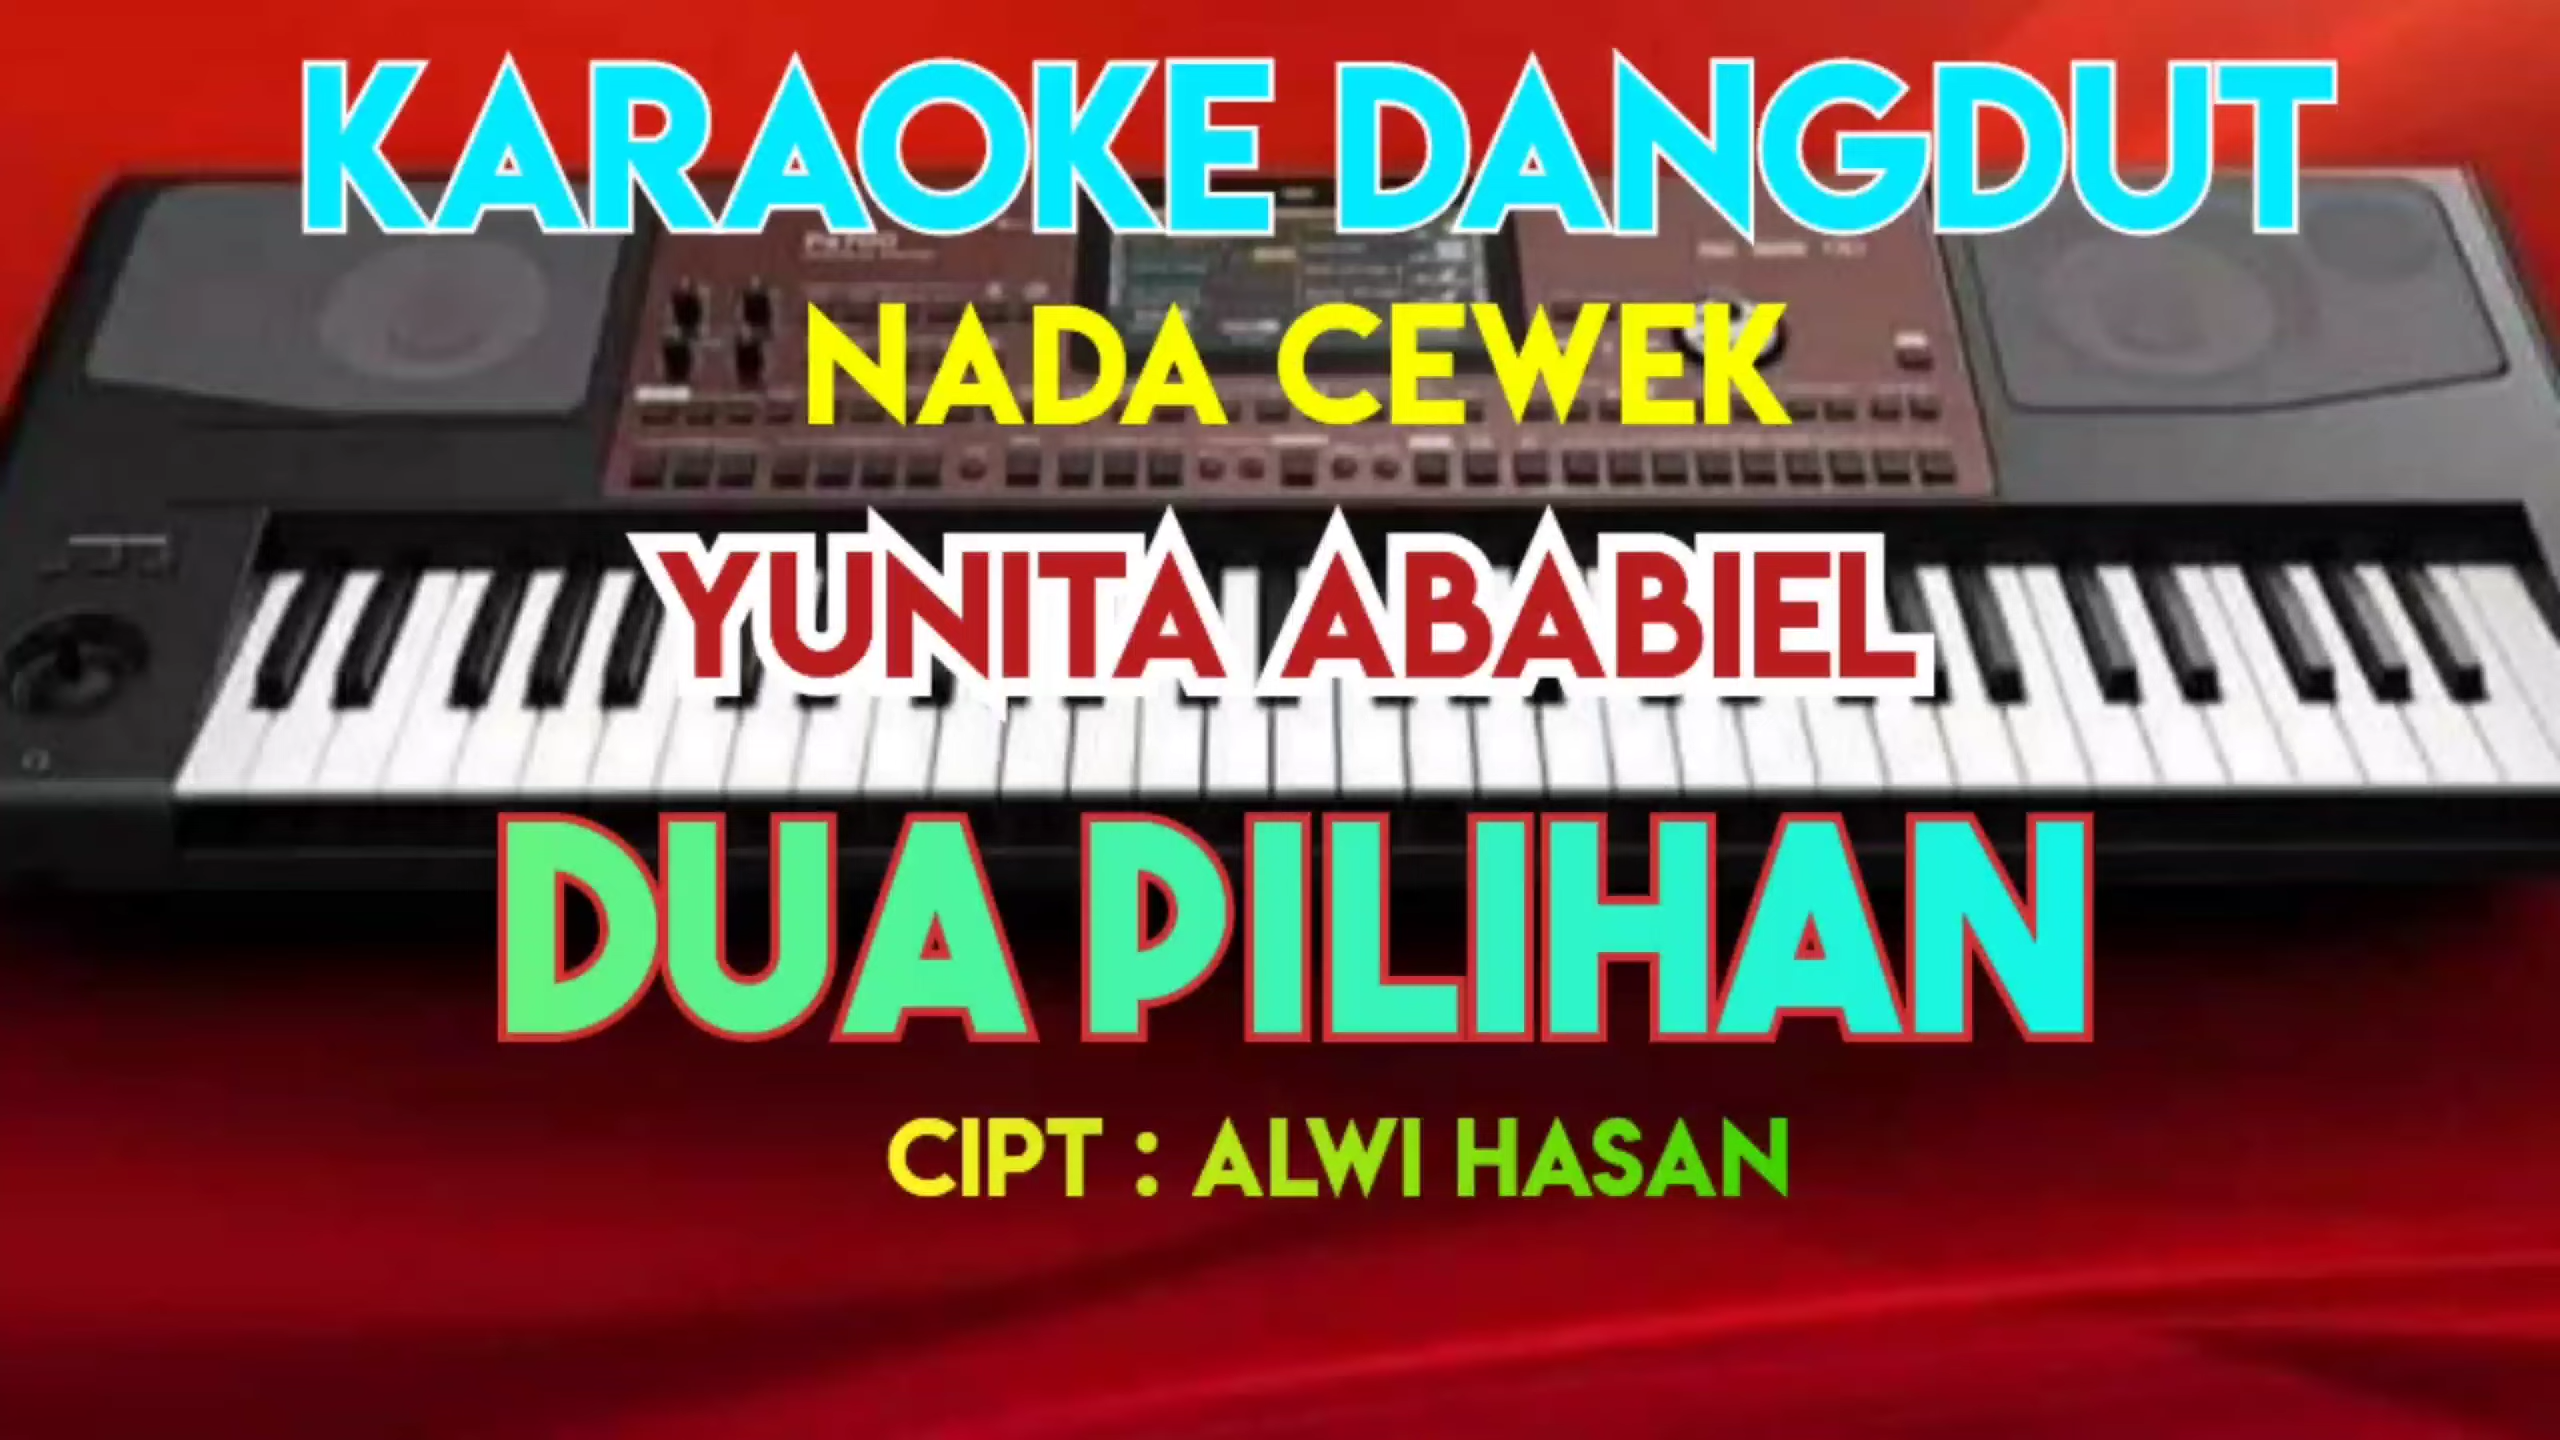 KARAOKE DANGDUT
NADA CEWEK
YUNITA ABABIEL
DUA PILIHAN
CIPT : ALWI HASAN